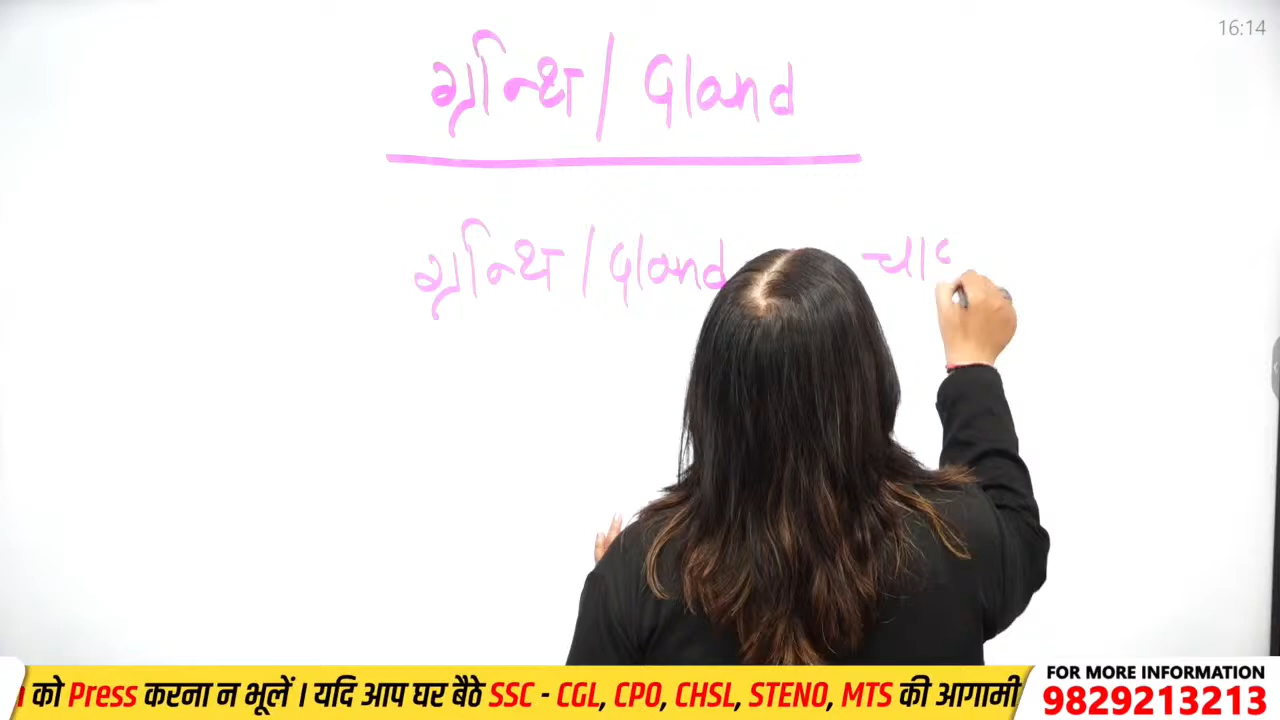 16:14
ग्रन्थि / Gland
ग्रन्थि / Gland चा
को Press करना न भूलें । यदि आप घर बैठे SSC - CGL, CPO, CHSL, STENO, MTS की आगामी
FOR MORE INFORMATION
9829213213